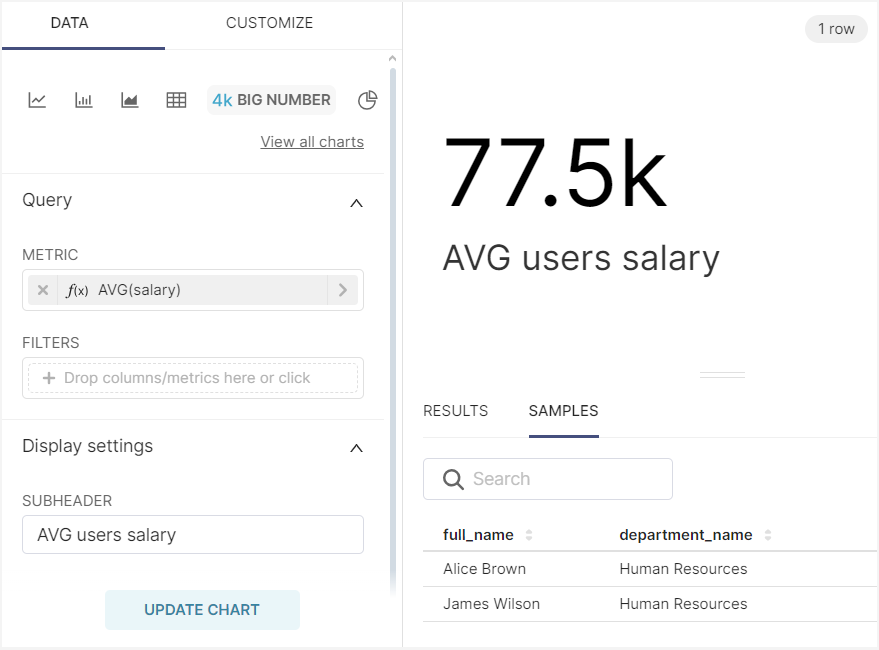 DATA
CUSTOMIZE
4k BIG NUMBER
View all charts
Query
METRIC
f(x) AVG(salary)
FILTERS
+ Drop columns/metrics here or click
Display settings
SUBHEADER
AVG users salary
UPDATE CHART
1 row
77.5k
AVG users salary
RESULTS
SAMPLES
Search
full_name department_name
Alice Brown Human Resources
James Wilson Human Resources